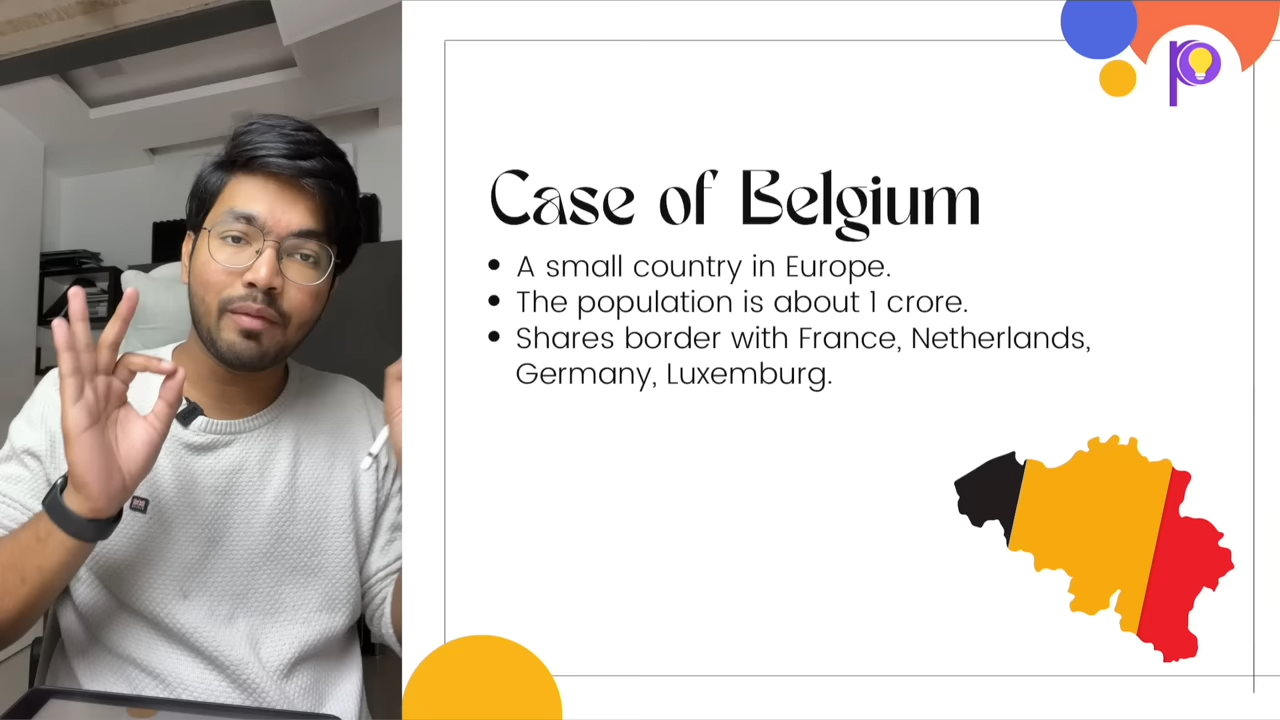 Case of Belgium
• A small country in Europe.
• The population is about 1 crore.
• Shares border with France, Netherlands,
Germany, Luxemburg.